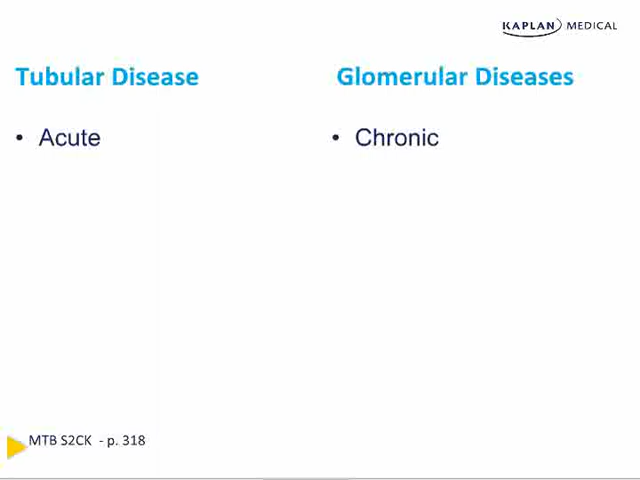 KAPLAN MEDICAL
Tubular Disease
Glomerular Diseases
• Acute
• Chronic
MTB S2CK - p. 318